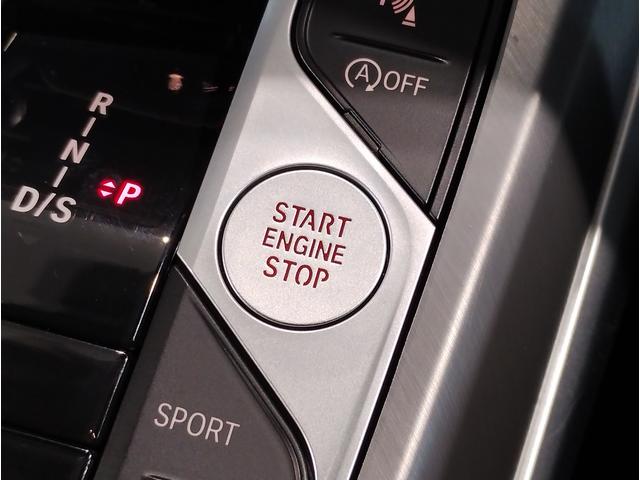 OFF
R
N
D/S
P
START
ENGINE
STOP
SPORT